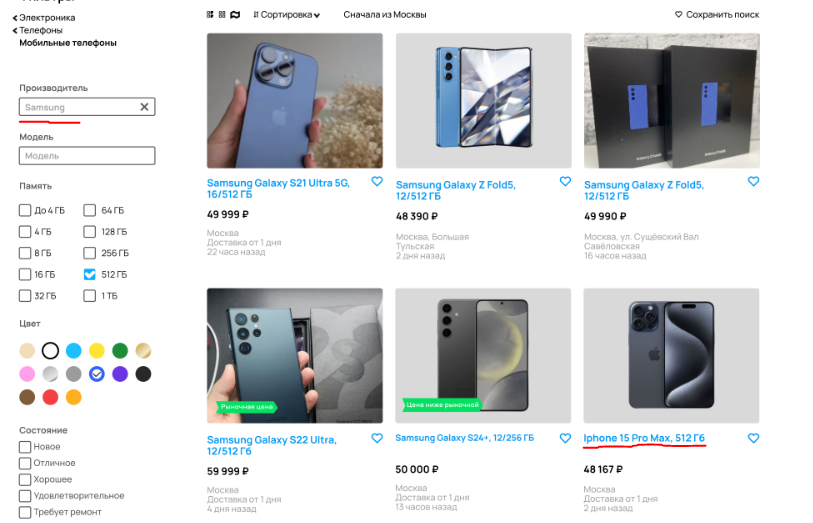 Электроника
Телефоны
Мобильные телефоны
Сортировка
Сначала из Москвы
Сохранить поиск
Производитель
Samsung
Модель
Модель
Память
До 4 ГБ
64 ГБ
4 ГБ
128 ГБ
8 ГБ
256 ГБ
16 ГБ
512 ГБ
32 ГБ
1 ТБ
Цвет
Состояние
Новое
Отличное
Хорошее
Удовлетворительное
Требует ремонт
Samsung Galaxy S21 Ultra 5G,
16/512 ГБ
49 999 ₽
Москва
Доставка от 1 дня
22 часа назад
Samsung Galaxy Z Fold5,
12/512 ГБ
48 390 ₽
Москва, Большая
Тульская
2 дня назад
Samsung Galaxy Z Fold5,
12/512 ГБ
49 990 ₽
Москва, ул. Сущёвский Вал
Савёловская
16 часов назад
Рыночная цена
Samsung Galaxy S22 Ultra,
12/512 Гб
59 999 ₽
Москва
Доставка от 1 дня
4 дня назад
Цена ниже рыночной
Samsung Galaxy S24+, 12/256 ГБ
50 000 ₽
Москва
Доставка от 1 дня
13 часов назад
Iphone 15 Pro Max, 512 Гб
48 167 ₽
Москва
Доставка от 1 дня
2 дня назад